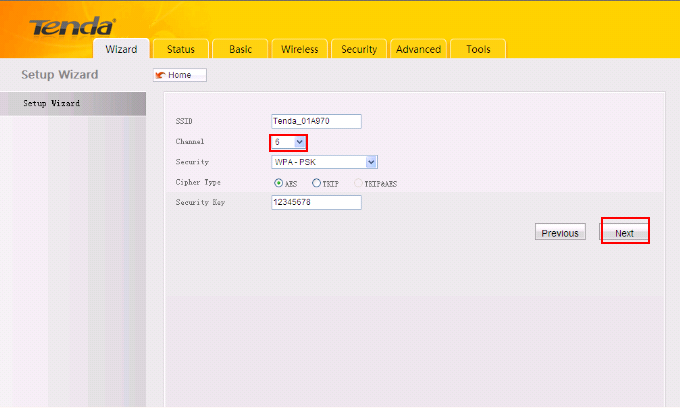 Tenda
Wizard Status Basic Wireless Security Advanced Tools
Setup Wizard
Home
Setup Wizard
SSID Tenda_01A970
Channel 6
Security WPA - PSK
Cipher Type AES TKIP TKIP&AES
Security Key 12345678
Previous Next